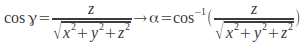 cos γ = z / √(x² + y² + z²) → α = cos⁻¹( z / √(x² + y² + z²) )